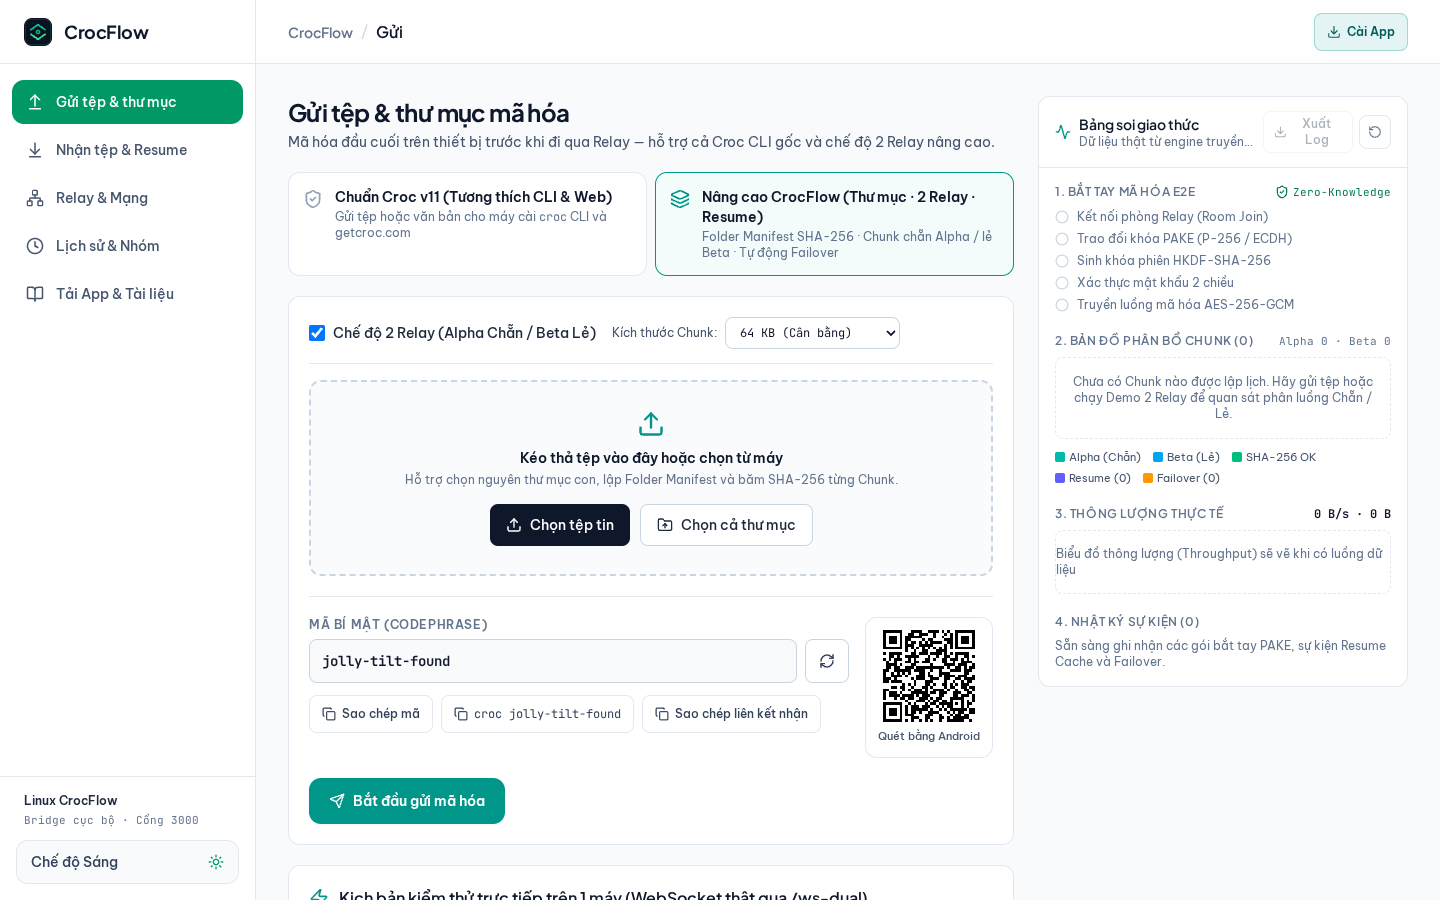 CrocFlow
Gửi tệp & thư mục
Nhận tệp & Resume
Relay & Mạng
Lịch sử & Nhóm
Tải App & Tài liệu
Linux CrocFlow
Bridge cục bộ · Cổng 3000
Chế độ Sáng
CrocFlow / Gửi
Cài App
Gửi tệp & thư mục mã hóa
Mã hóa đầu cuối trên thiết bị trước khi đi qua Relay — hỗ trợ cả Croc CLI gốc và chế độ 2 Relay nâng cao.
Chuẩn Croc v11 (Tương thích CLI & Web)
Gửi tệp hoặc văn bản cho máy cài croc CLI và
getcroc.com
Nâng cao CrocFlow (Thư mục · 2 Relay ·
Resume)
Folder Manifest SHA-256 · Chunk chẵn Alpha / lẻ
Beta · Tự động Failover
Chế độ 2 Relay (Alpha Chẵn / Beta Lẻ)
Kích thước Chunk:
64 KB (Cân bằng)
Kéo thả tệp vào đây hoặc chọn từ máy
Hỗ trợ chọn nguyên thư mục con, lập Folder Manifest và băm SHA-256 từng Chunk.
Chọn tệp tin
Chọn cả thư mục
MÃ BÍ MẬT (CODEPHRASE)
jolly-tilt-found
Sao chép mã
croc jolly-tilt-found
Sao chép liên kết nhận
Quét bằng Android
Bắt đầu gửi mã hóa
Kịch bản kiểm thử trực tiếp trên 1 máy (WebSocket thật qua /ws-dual)
Bảng soi giao thức
Dữ liệu thật từ engine truyền...
Xuất
Log
1. BẮT TAY MÃ HÓA E2E
Zero-Knowledge
Kết nối phòng Relay (Room Join)
Trao đổi khóa PAKE (P-256 / ECDH)
Sinh khóa phiên HKDF-SHA-256
Xác thực mật khẩu 2 chiều
Truyền luồng mã hóa AES-256-GCM
2. BẢN ĐỒ PHÂN BỔ CHUNK (0)
Alpha 0 · Beta 0
Chưa có Chunk nào được lập lịch. Hãy gửi tệp hoặc
chạy Demo 2 Relay để quan sát phân luồng Chẵn /
Lẻ.
Alpha (Chẵn)
Beta (Lẻ)
SHA-256 OK
Resume (0)
Failover (0)
3. THÔNG LƯỢNG THỰC TẾ
0 B/s · 0 B
Biểu đồ thông lượng (Throughput) sẽ vẽ khi có luồng dữ
liệu
4. NHẬT KÝ SỰ KIỆN (0)
Sẵn sàng ghi nhận các gói bắt tay PAKE, sự kiện Resume
Cache và Failover.